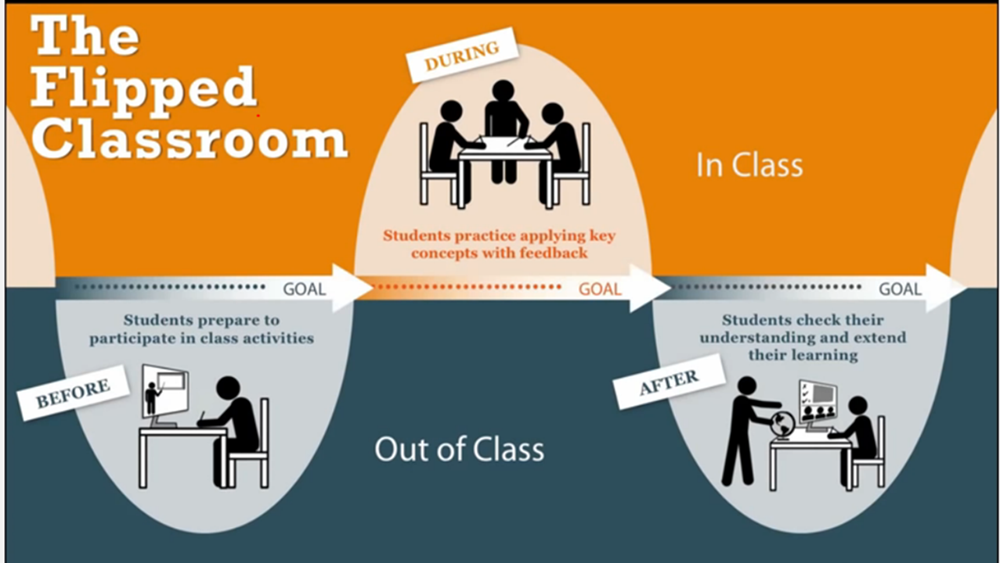 The
Flipped
Classroom
DURING
In Class
Students practice applying key
concepts with feedback
GOAL
GOAL
GOAL
Students prepare to
participate in class activities
BEFORE
Out of Class
Students check their
understanding and extend
their learning
AFTER